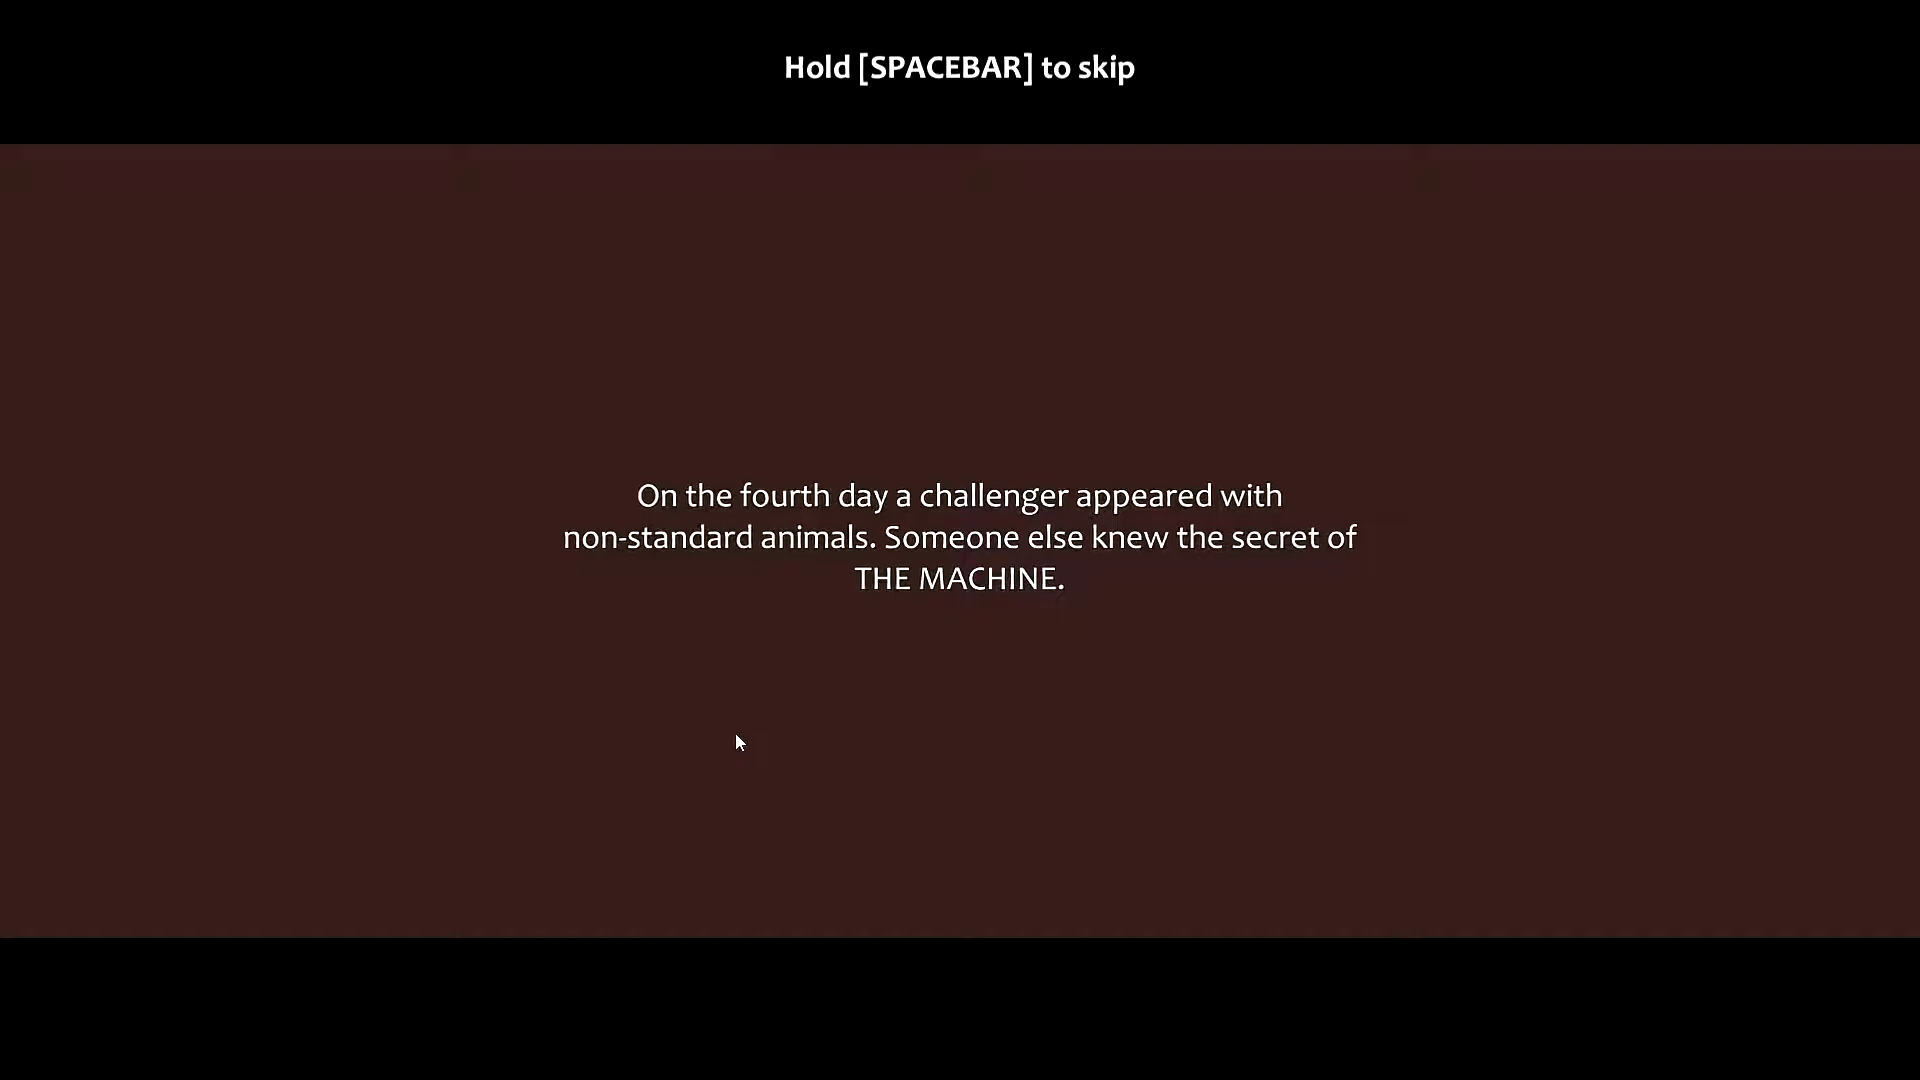 Hold [SPACEBAR] to skip
On the fourth day a challenger appeared with
non-standard animals. Someone else knew the secret of
THE MACHINE.